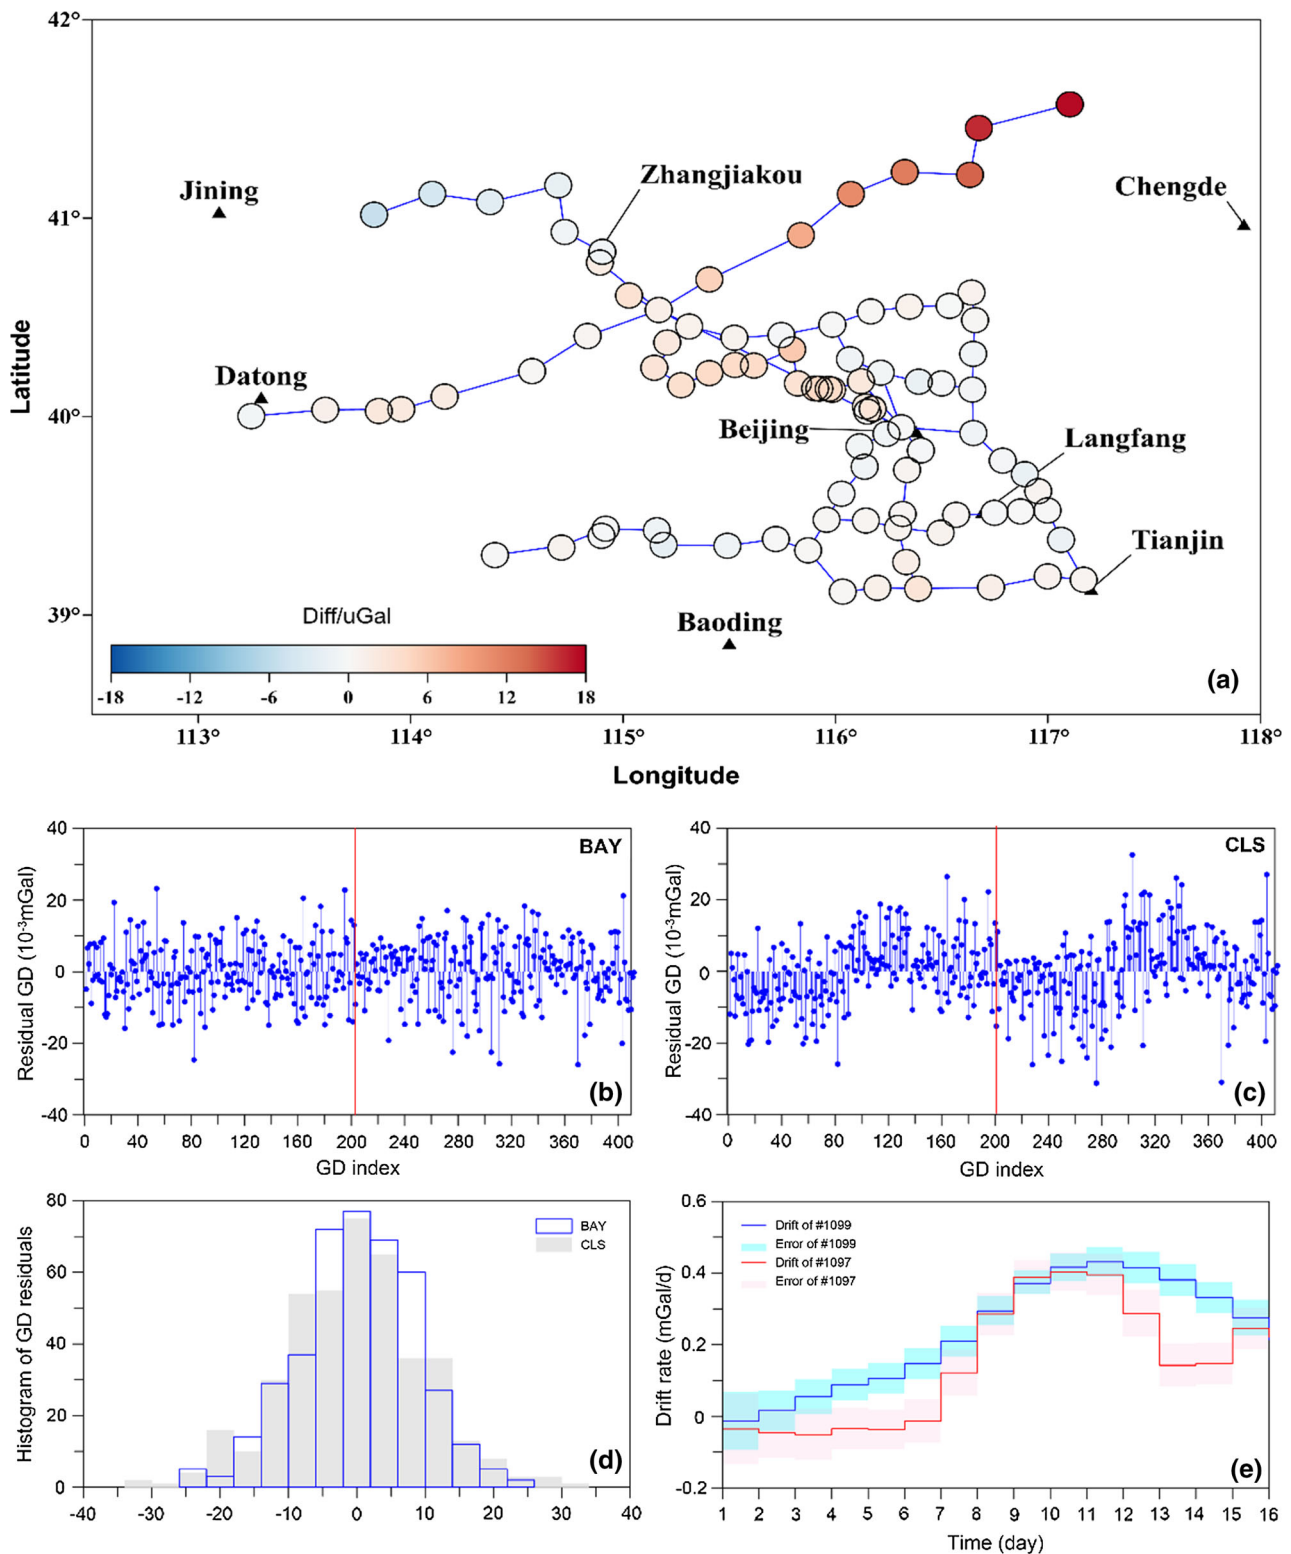 42°
41°
40°
39°
Latitude
Jining
Zhangjiakou
Chengde
Datong
Beijing
Langfang
Tianjin
Baoding
Diff/uGal
-18 -12 -6 0 6 12 18
(a)
113° 114° 115° 116° 117° 118°
Longitude
40
20
0
-20
-40
Residual GD (10⁻³mGal)
BAY
(b)
0 40 80 120 160 200 240 280 320 360 400
GD index
40
20
0
-20
-40
Residual GD (10⁻³mGal)
CLS
(c)
0 40 80 120 160 200 240 280 320 360 400
GD index
80
60
40
20
0
Histogram of GD residuals
BAY
CLS
(d)
-40 -30 -20 -10 0 10 20 30 40
0.6
0.4
0.2
0
-0.2
Drift rate (mGal/d)
Drift of #1099
Error of #1099
Drift of #1097
Error of #1097
(e)
1 2 3 4 5 6 7 8 9 10 11 12 13 14 15 16
Time (day)